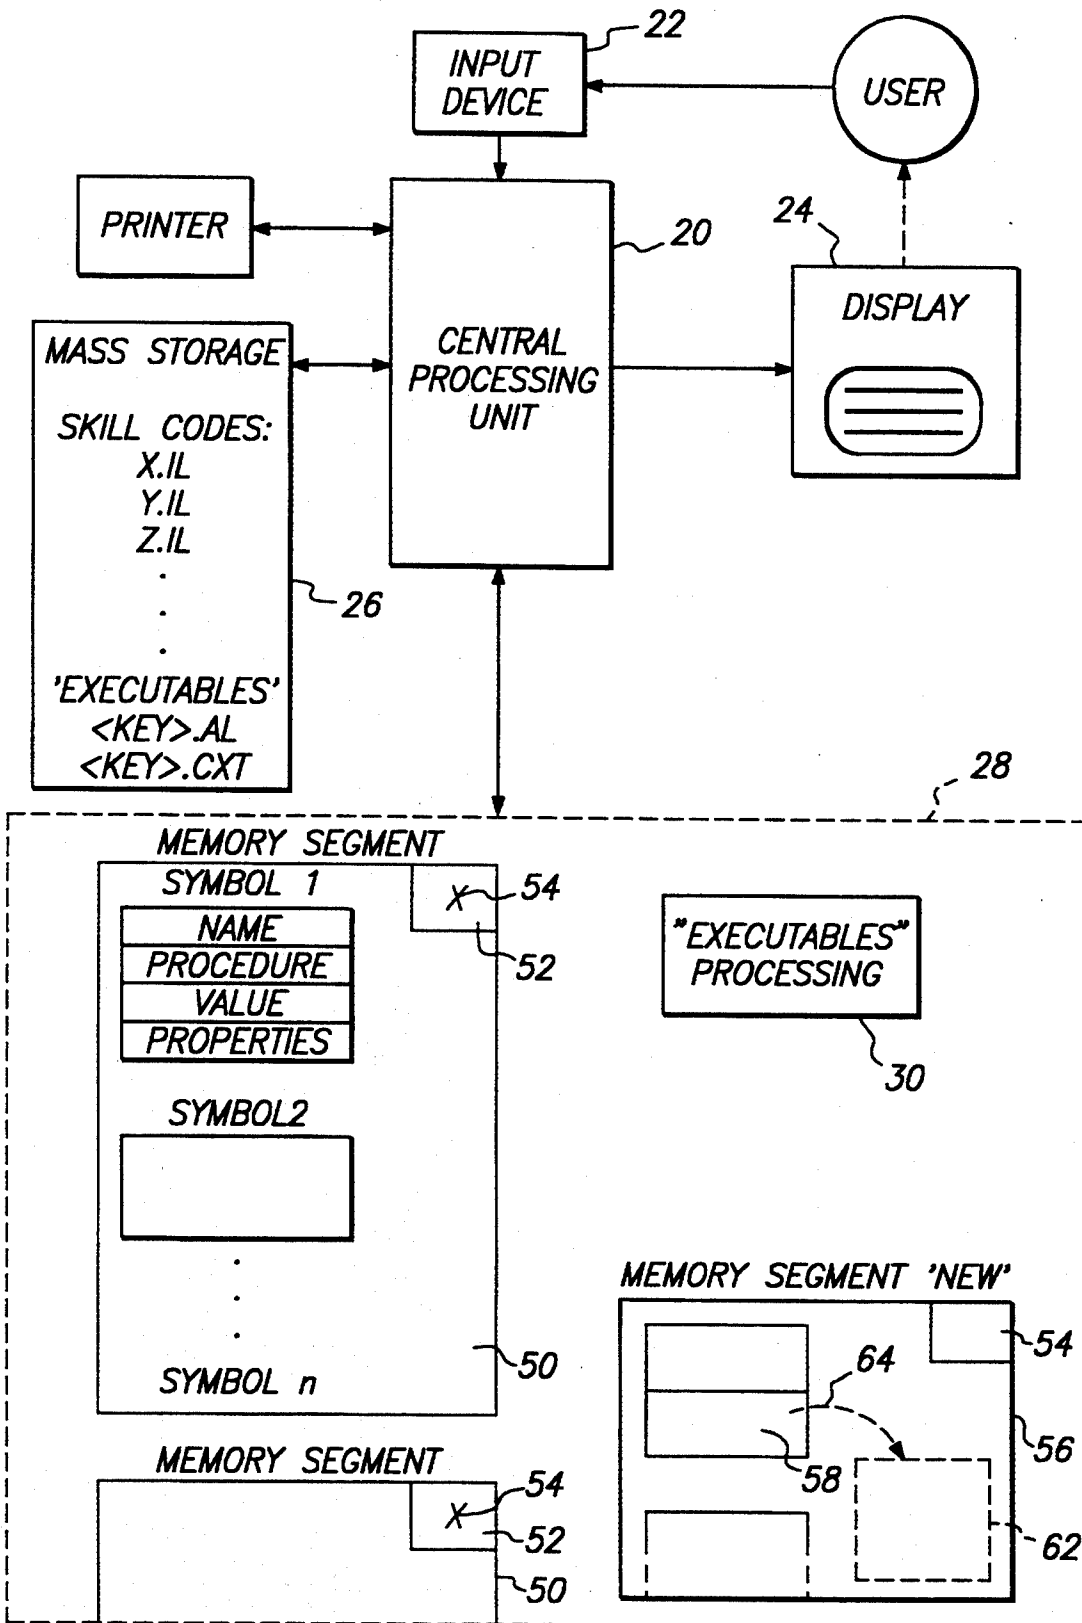 22
INPUT
DEVICE
USER
PRINTER
20
24
DISPLAY
MASS STORAGE
CENTRAL
PROCESSING
UNIT
SKILL CODES:
X.IL
Y.IL
Z.IL
.
.
.
26
'EXECUTABLES'
<KEY>.AL
<KEY>.CXT
28
MEMORY SEGMENT
SYMBOL 1
X
54
52
NAME
PROCEDURE
VALUE
PROPERTIES
"EXECUTABLES"
PROCESSING
30
SYMBOL2
.
.
.
50
SYMBOL n
MEMORY SEGMENT 'NEW'
54
64
56
58
62
MEMORY SEGMENT
X
54
52
50